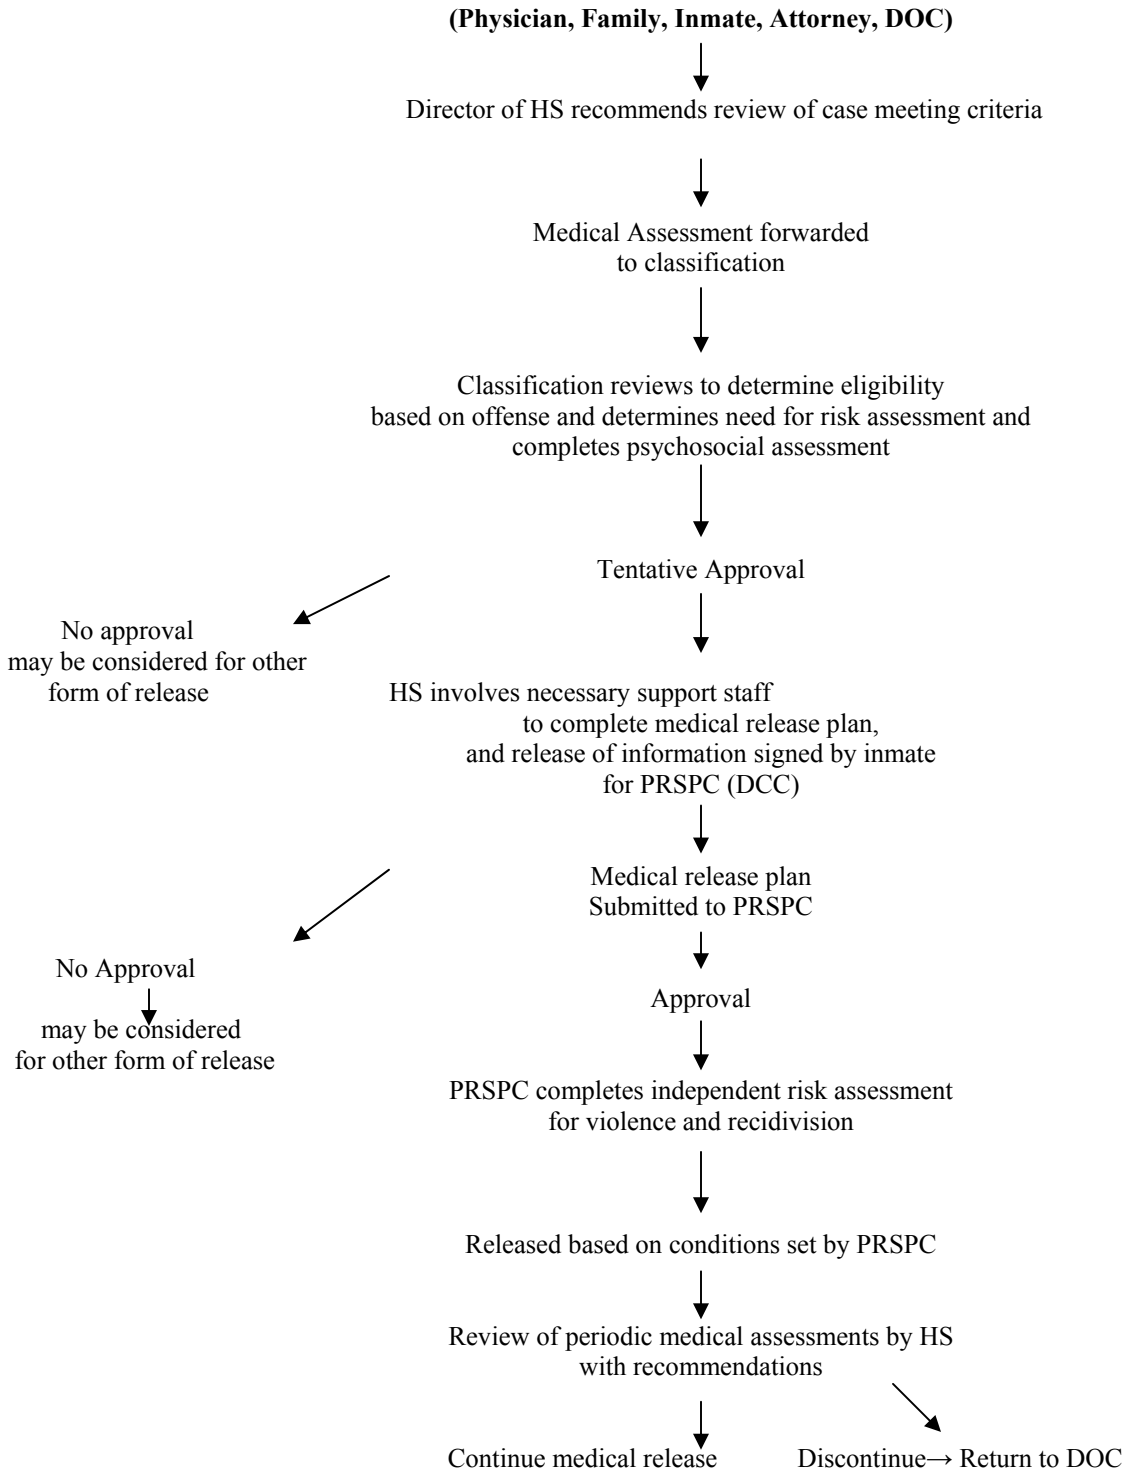 (Physician, Family, Inmate, Attorney, DOC)
Director of HS recommends review of case meeting criteria
Medical Assessment forwarded
to classification
Classification reviews to determine eligibility
based on offense and determines need for risk assessment and
completes psychosocial assessment
Tentative Approval
No approval
may be considered for other
form of release
HS involves necessary support staff
to complete medical release plan,
and release of information signed by inmate
for PRSPC (DCC)
Medical release plan
Submitted to PRSPC
No Approval
may be considered
for other form of release
Approval
PRSPC completes independent risk assessment
for violence and recidivision
Released based on conditions set by PRSPC
Review of periodic medical assessments by HS
with recommendations
Continue medical release
Discontinue→ Return to DOC